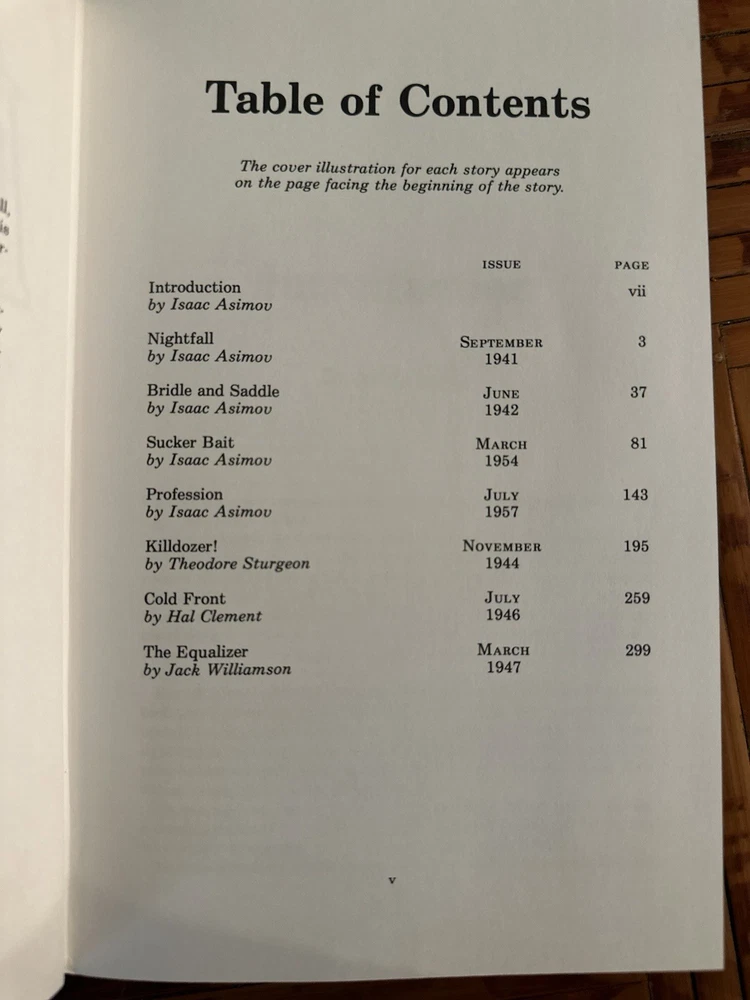 Table of Contents
The cover illustration for each story appears
on the page facing the beginning of the story.
ISSUE PAGE
Introduction vii
by Isaac Asimov
Nightfall SEPTEMBER 3
by Isaac Asimov 1941
Bridle and Saddle JUNE 37
by Isaac Asimov 1942
Sucker Bait MARCH 81
by Isaac Asimov 1954
Profession JULY 143
by Isaac Asimov 1957
Killdozer! NOVEMBER 195
by Theodore Sturgeon 1944
Cold Front JULY 259
by Hal Clement 1946
The Equalizer MARCH 299
by Jack Williamson 1947
v